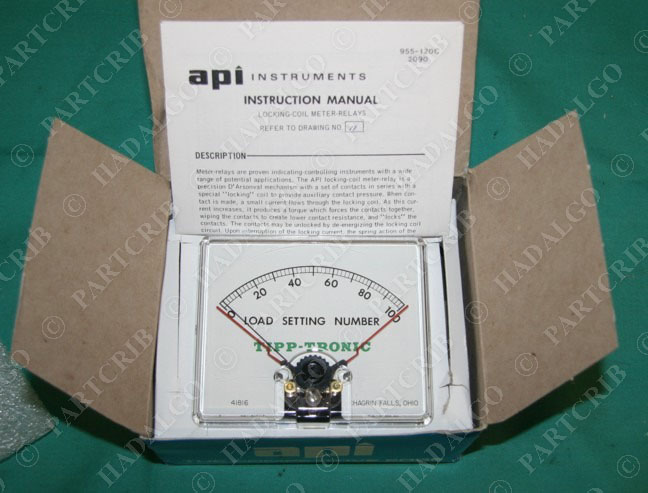 955-120C
2090
api INSTRUMENTS
INSTRUCTION MANUAL
LOCKING-COIL METER-RELAYS
REFER TO DRAWING NO.
DESCRIPTION
Meter-relays are proven indicating-controlling instruments with a wide
range of potential applications. The API locking-coil meter-relay is a
precision D'Arsonval mechanism with a set of contacts in series with a
special "locking" coil to provide auxiliary contact pressure. When con-
tact is made, a small current flows through the locking coil. As this cur-
rent increases, it produces a torque which forces the contacts together,
wiping the contacts to create lower contact resistance, and "locks" the
contacts. The contacts may be unlocked by de-energizing the locking coil
circuit. Upon interruption of the locking current, the spring action of the
0 20 40 60 80 100
LOAD SETTING NUMBER
TIPP-TRONIC
41816
HAGRIN FALLS, OHIO
api
© PARTCRIB
© HADALGO